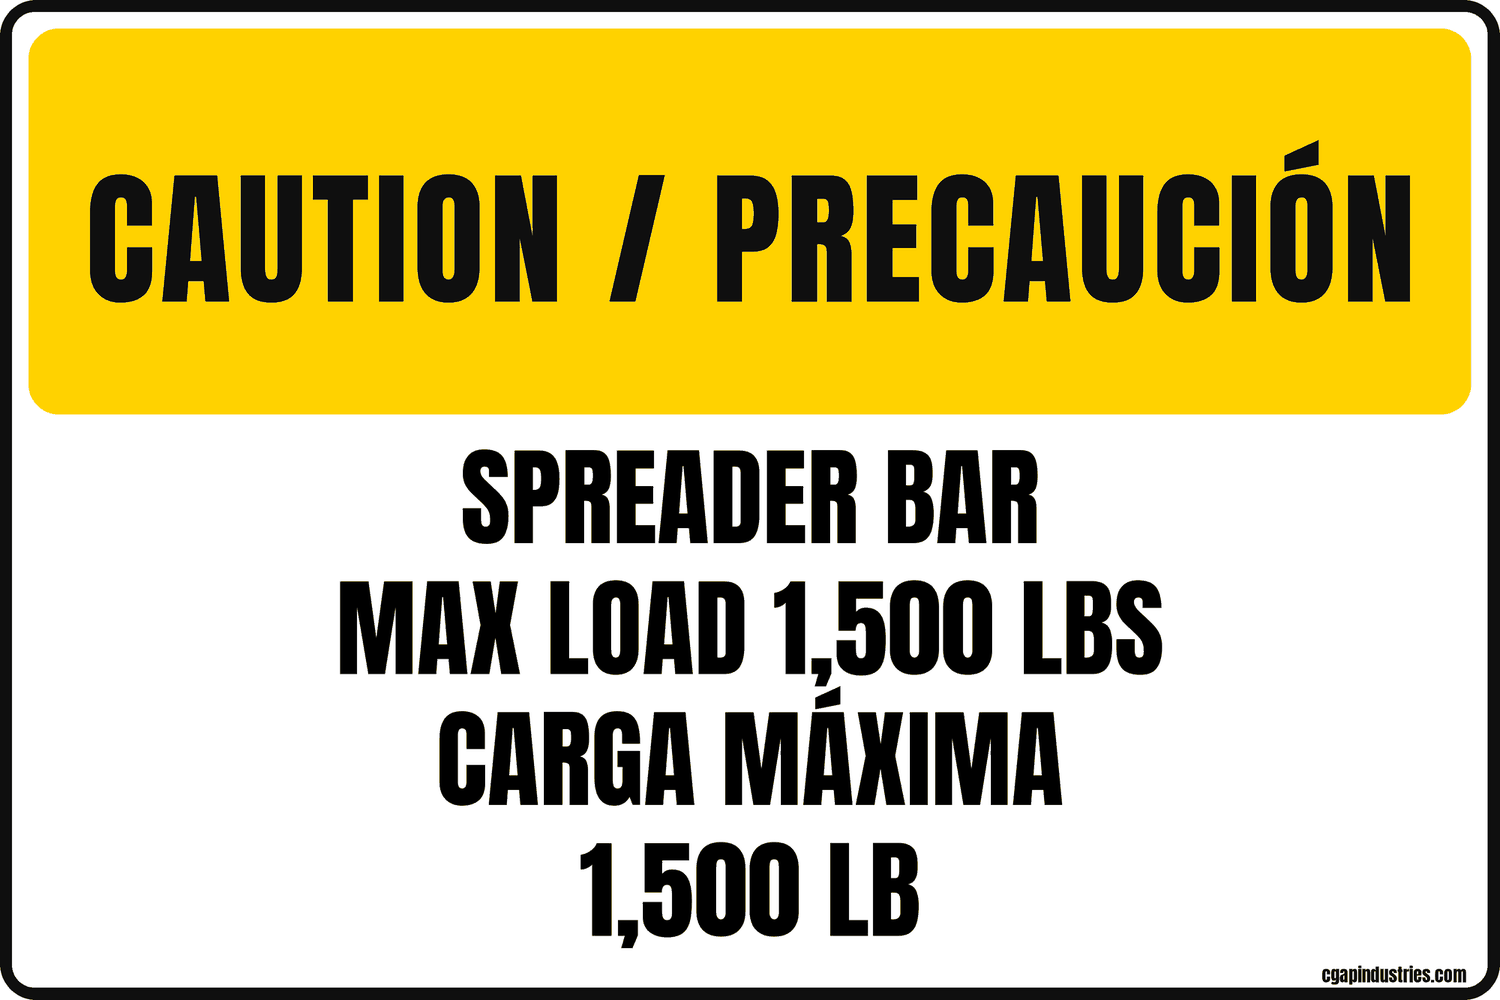 CAUTION / PRECAUCIÓN
SPREADER BAR
MAX LOAD 1,500 LBS
CARGA MÁXIMA
1,500 LB
cgapindustries.com